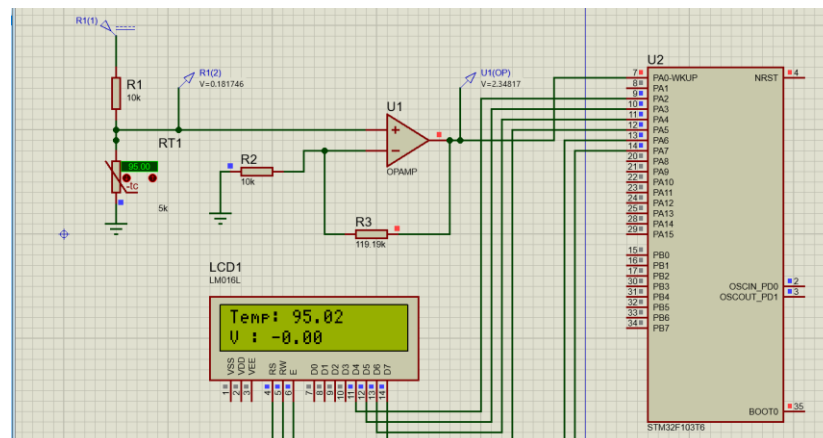 R1(1)
R1
10k
R1(2)
V=0.181746
RT1
95.00
-tc
5k
R2
10k
U1
OPAMP
R3
119.19k
U1(OP)
V=2.34817
U2
7 PA0-WKUP
8 PA1
9 PA2
10 PA3
11 PA4
12 PA5
13 PA6
14 PA7
20 PA8
21 PA9
22 PA10
23 PA11
24 PA12
25 PA13
28 PA14
29 PA15
15 PB0
16 PB1
17 PB2
30 PB3
31 PB4
32 PB5
33 PB6
34 PB7
NRST 4
OSCIN_PD0 2
OSCOUT_PD1 3
BOOT0 35
STM32F103T6
LCD1
LM016L
Temp: 95.02
V : -0.00
VSS VDD VEE RS RW E D0 D1 D2 D3 D4 D5 D6 D7
1 2 3 4 5 6 7 8 9 10 11 12 13 14